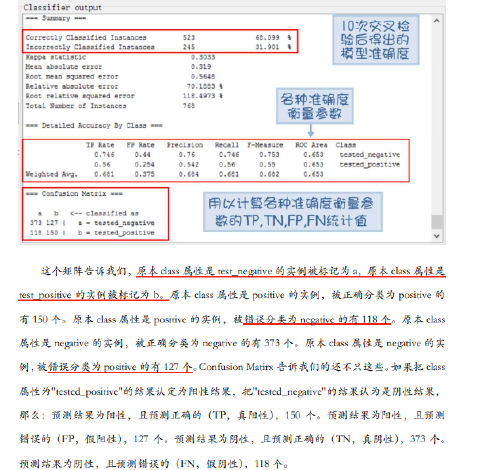 Classifier output
=== Summary ===
Correctly Classified Instances 523 68.099 %
Incorrectly Classified Instances 245 31.901 %
Kappa statistic 0.3033
Mean absolute error 0.319
Root mean squared error 0.5648
Relative absolute error 70.1883 %
Root relative squared error 118.4973 %
Total Number of Instances 768
10次交叉检
验后得出的
模型准确度
各种准确度
衡量参数
=== Detailed Accuracy By Class ===
TP Rate FP Rate Precision Recall F-Measure ROC Area Class
0.746 0.44 0.76 0.746 0.753 0.653 tested_negative
0.56 0.254 0.542 0.56 0.55 0.653 tested_positive
Weighted Avg. 0.681 0.375 0.684 0.681 0.682 0.653
=== Confusion Matrix ===
a b <-- classified as
373 127 | a = tested_negative
118 150 | b = tested_positive
用以计算各种准确度衡量参
数的TP,TN,FP,FN统计值
这个矩阵告诉我们，原本 class 属性是 test_negative 的实例被标记为 a，原本 class 属性是
test_positive 的实例被标记为 b。原本 class 属性是 positive 的实例，被正确分类为 positive 的
有 150 个。原本 class 属性是 positive 的实例，被错误分类为 negative 的有 118 个。原本 class
属性是 negative 的实例，被正确分类为 negative 的有 373 个。原本 class 属性是 negative 的实
例，被错误分类为 positive 的有 127 个。Confusion Matirx 告诉我们的还不只这些。如果把 class
属性为"tested_positive"的结果认定为阳性结果，把"tested_negative"的结果认为是阴性结果，
那么：预测结果为阳性，且预测正确的（TP，真阳性），150 个。预测结果为阳性，且预测
错误的（FP，假阳性），127 个。预测结果为阴性，且预测正确的（TN，真阴性），373 个。
预测结果为阴性，且预测错误的（FN，假阴性），118 个。